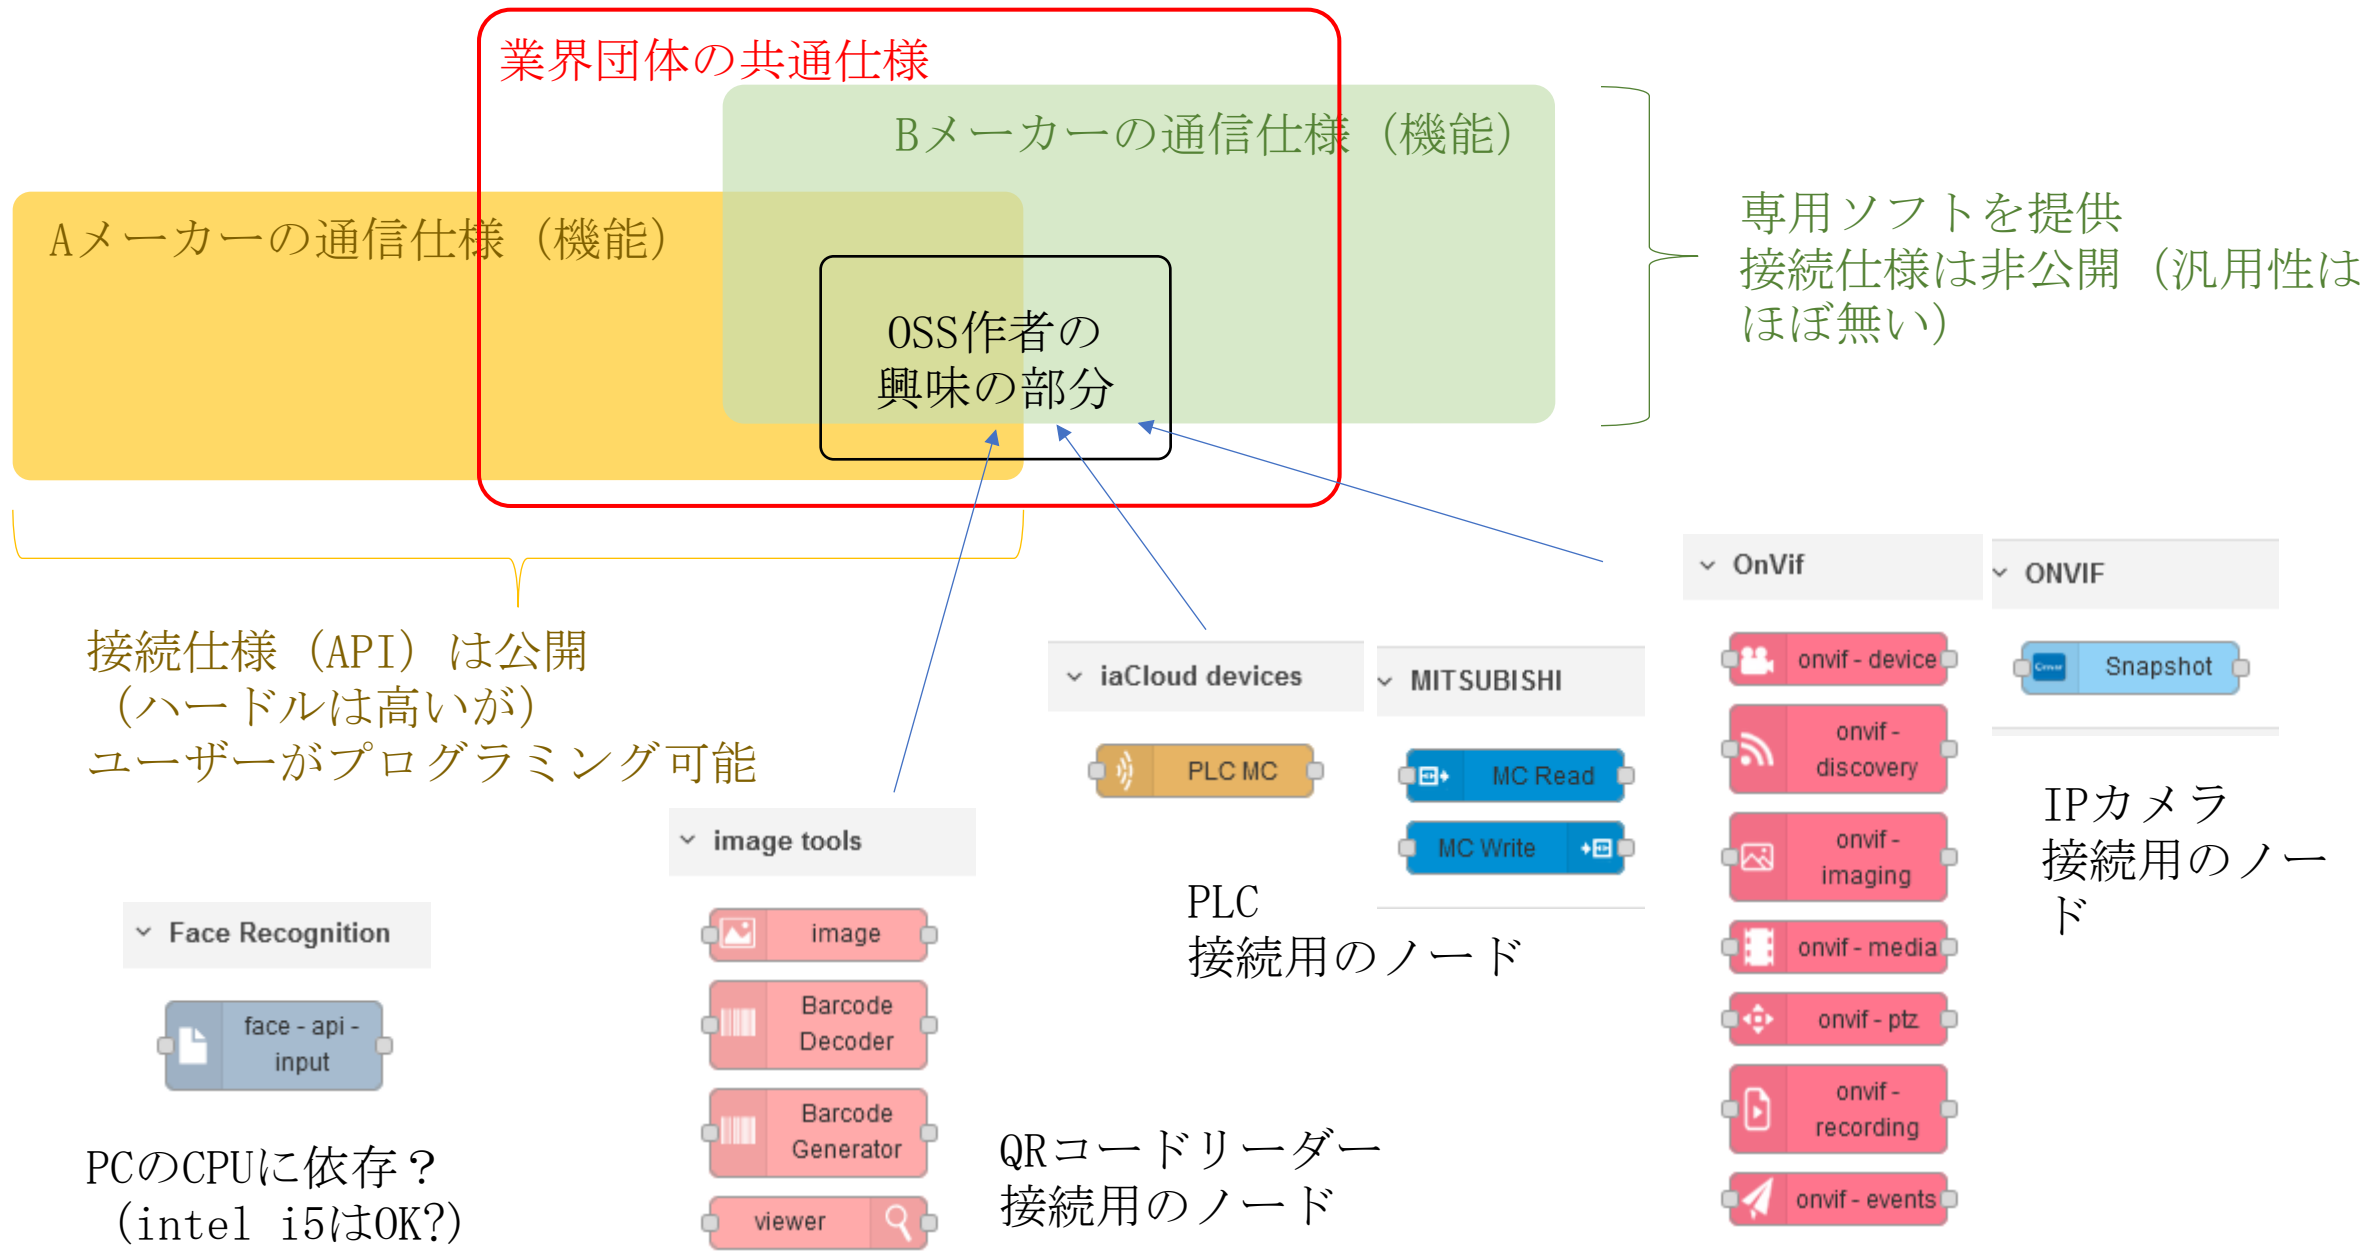 業界団体の共通仕様
Bメーカーの通信仕様（機能）
Aメーカーの通信仕様（機能）
専用ソフトを提供
接続仕様は非公開（汎用性は
ほぼ無い）
OSS作者の
興味の部分
接続仕様（API）は公開
（ハードルは高いが）
ユーザーがプログラミング可能
Face Recognition
face - api -
input
PCのCPUに依存？
（intel i5はOK?）
image tools
image
Barcode
Decoder
Barcode
Generator
viewer
QRコードリーダー
接続用のノード
iaCloud devices
PLC MC
MITSUBISHI
MC Read
MC Write
PLC
接続用のノード
OnVif
onvif - device
onvif -
discovery
onvif -
imaging
onvif - media
onvif - ptz
onvif -
recording
onvif - events
ONVIF
Snapshot
IPカメラ
接続用のノー
ド